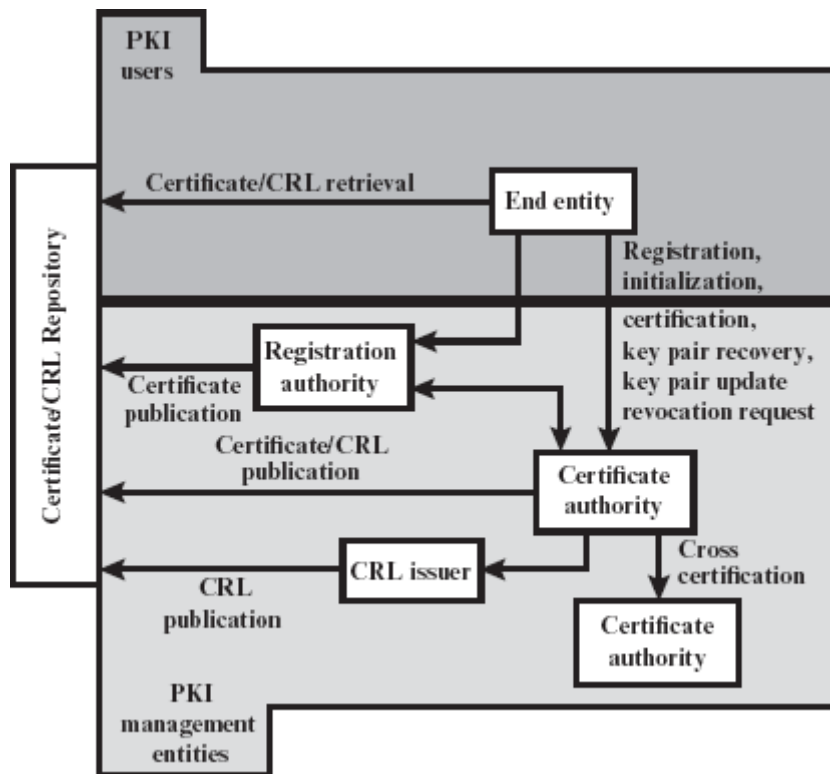 PKI
users
Certificate/CRL retrieval
End entity
Registration,
initialization,
certification,
key pair recovery,
key pair update
revocation request
Certificate/CRL Repository
Registration
authority
Certificate
publication
Certificate/CRL
publication
Certificate
authority
CRL issuer
CRL
publication
Cross
certification
Certificate
authority
PKI
management
entities